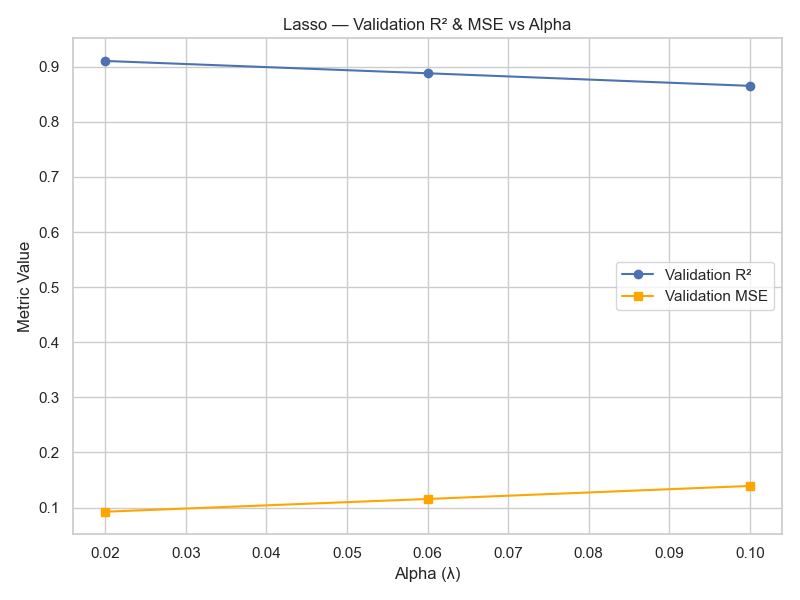 Lasso — Validation R² & MSE vs Alpha
Metric Value
0.9
0.8
0.7
0.6
0.5
0.4
0.3
0.2
0.1
Validation R²
Validation MSE
0.02 0.03 0.04 0.05 0.06 0.07 0.08 0.09 0.10
Alpha (λ)